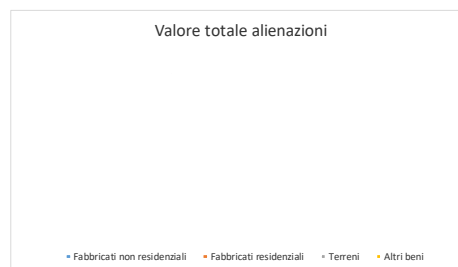 Valore totale alienazioni
Fabbricati non residenziali Fabbricati residenziali Terreni Altri beni